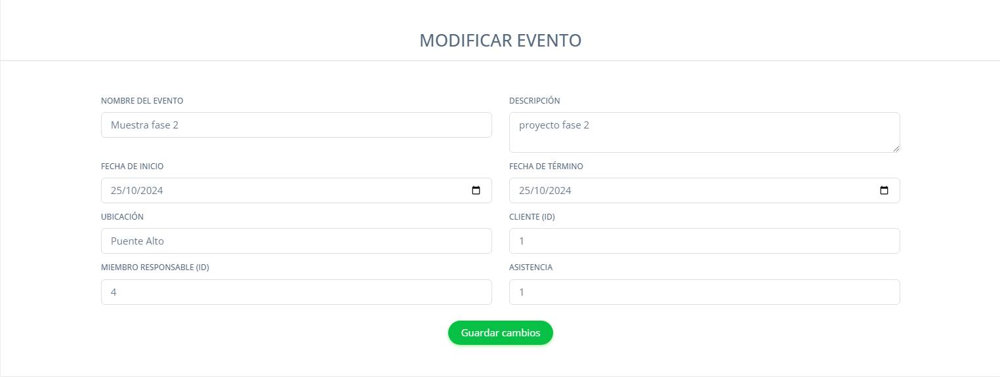 MODIFICAR EVENTO
NOMBRE DEL EVENTO
Muestra fase 2
DESCRIPCIÓN
proyecto fase 2
FECHA DE INICIO
25/10/2024
FECHA DE TÉRMINO
25/10/2024
UBICACIÓN
Puente Alto
CLIENTE (ID)
1
MIEMBRO RESPONSABLE (ID)
4
ASISTENCIA
1
Guardar cambios